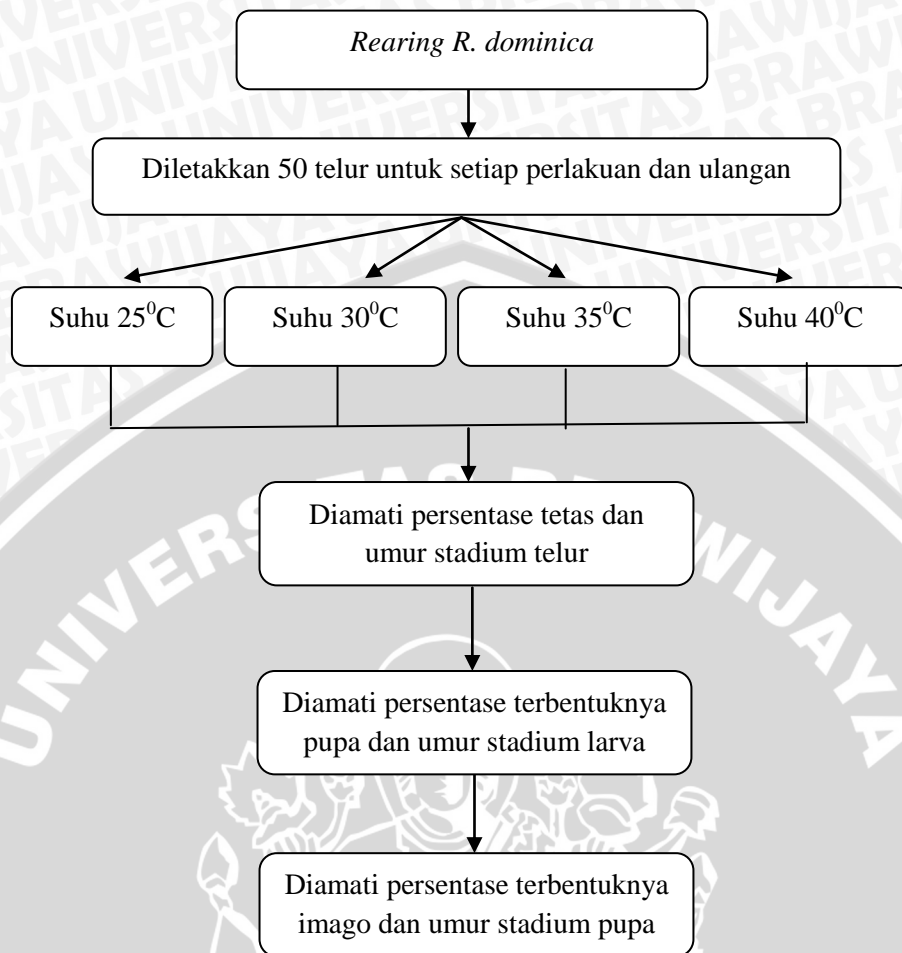 Rearing R. dominica
Diletakkan 50 telur untuk setiap perlakuan dan ulangan
Suhu 25⁰C
Suhu 30⁰C
Suhu 35⁰C
Suhu 40⁰C
Diamati persentase tetas dan
umur stadium telur
Diamati persentase terbentuknya
pupa dan umur stadium larva
Diamati persentase terbentuknya
imago dan umur stadium pupa
UNIVERSITAS BRAWIJAYA